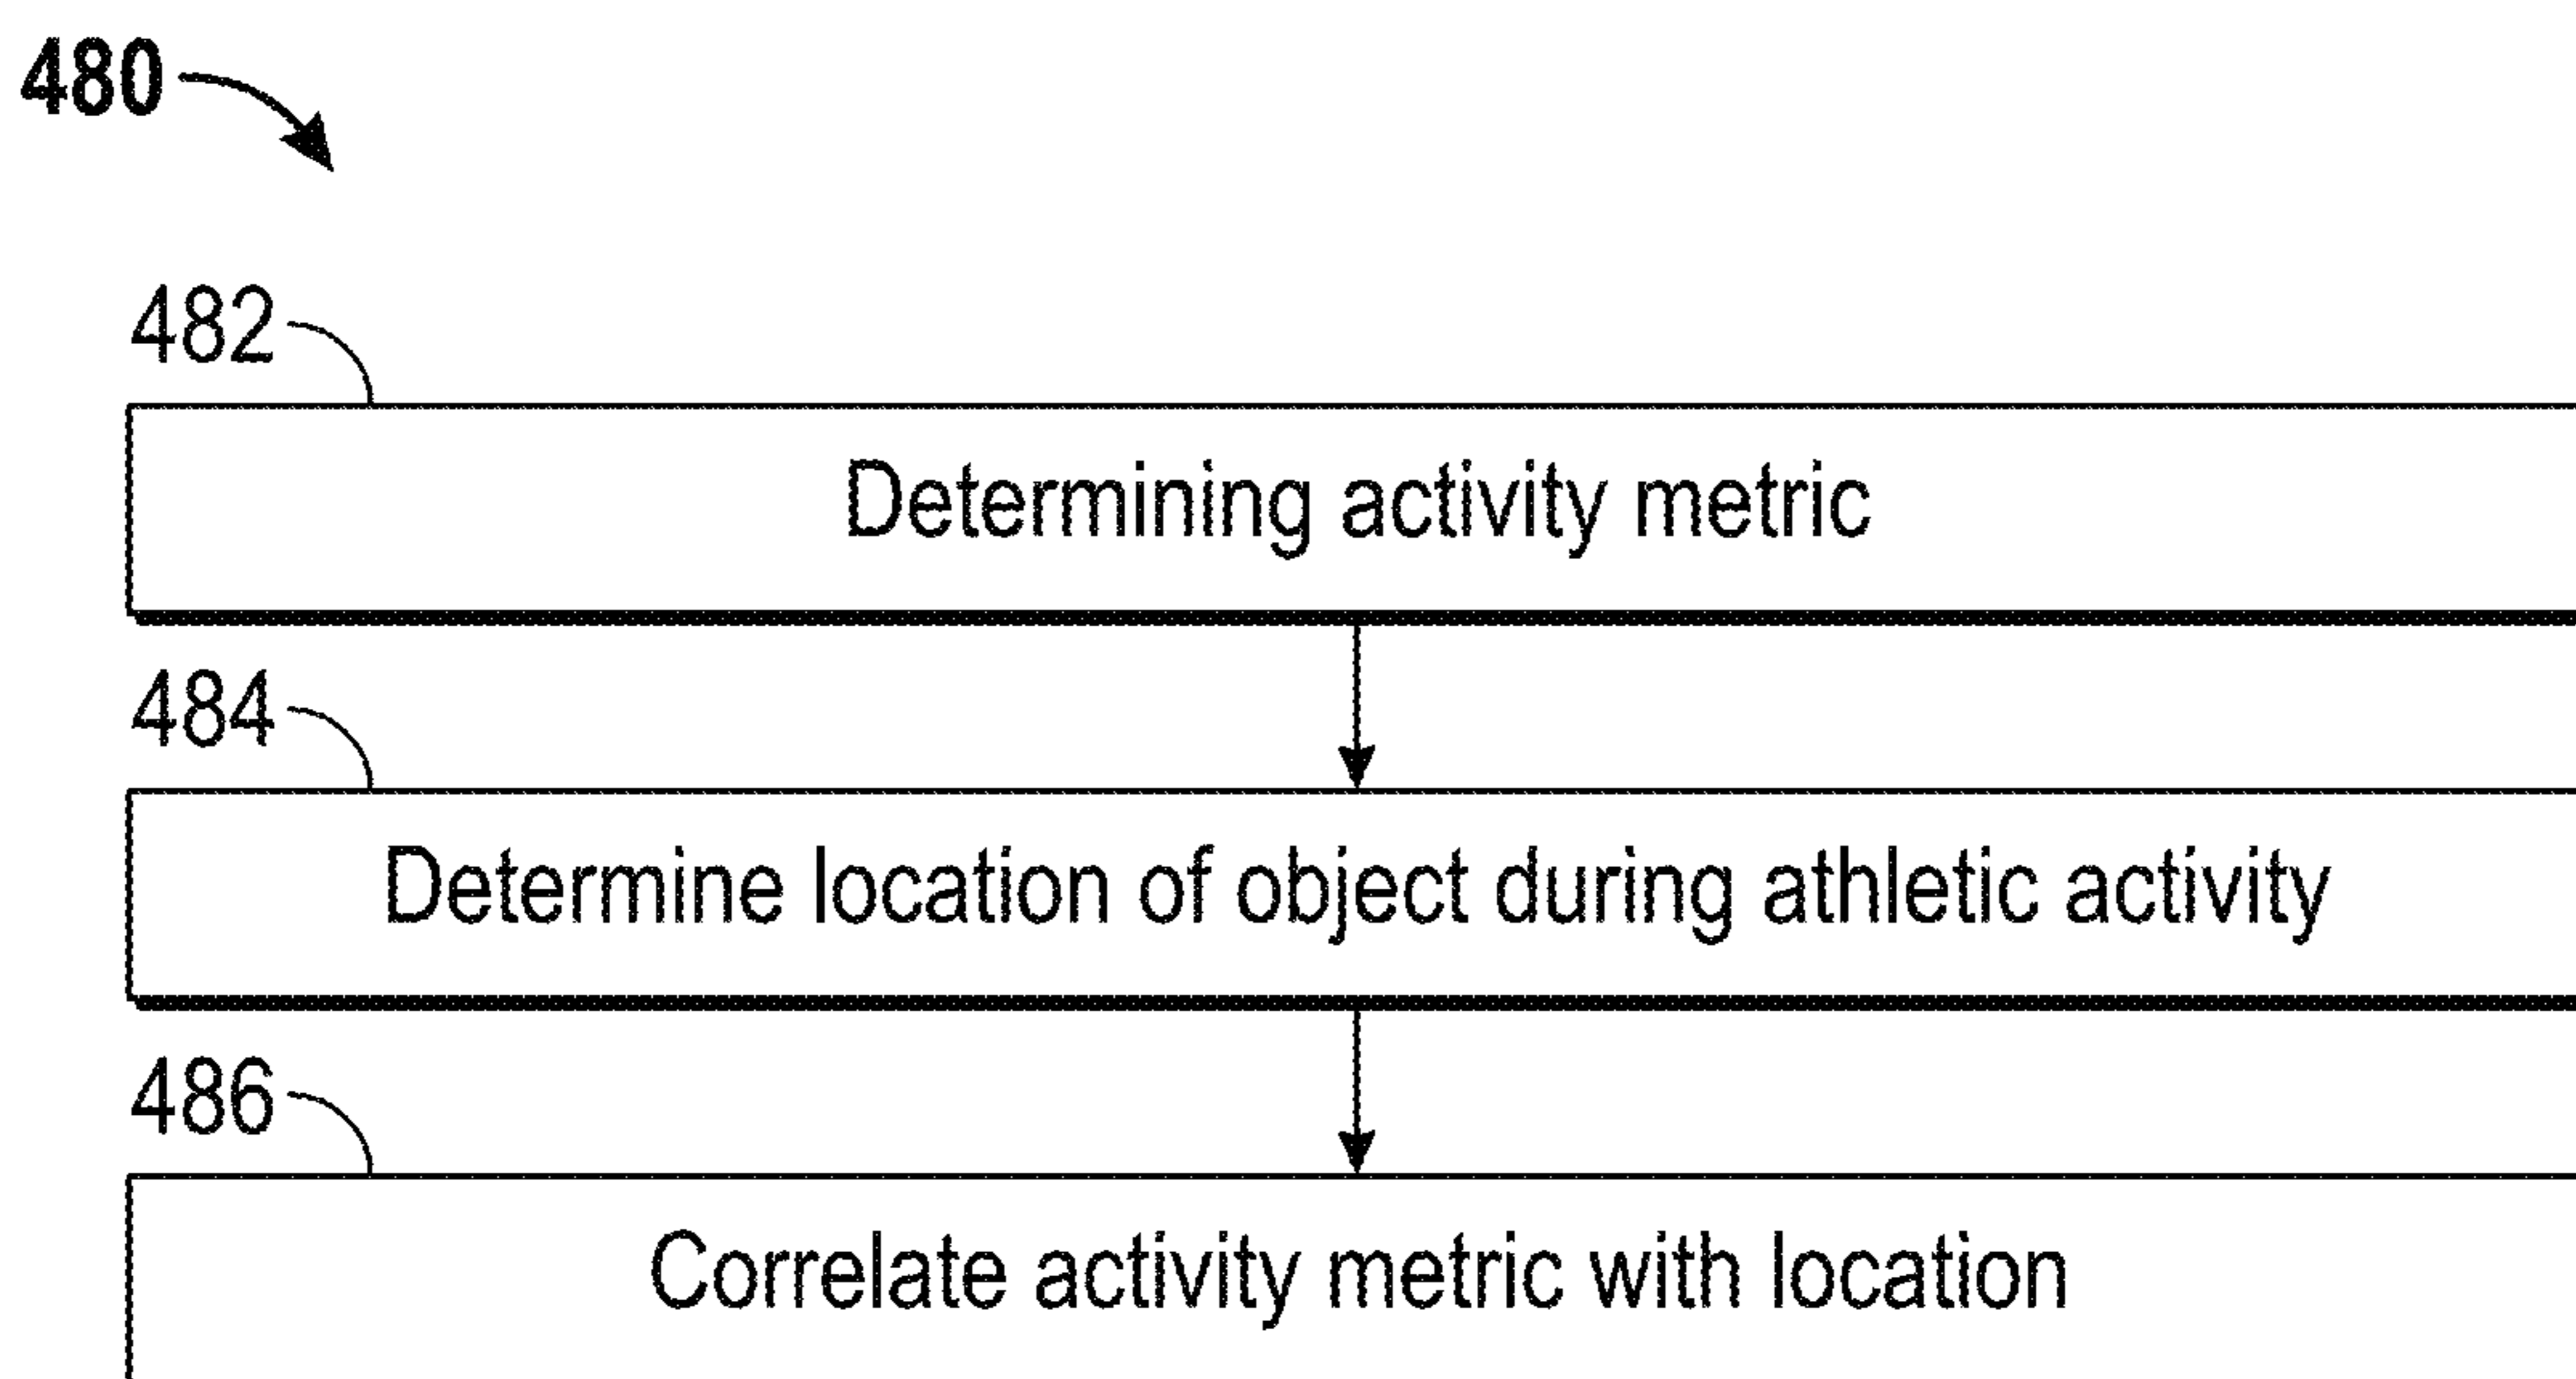 480
482
Determining activity metric
484
Determine location of object during athletic activity
486
Correlate activity metric with location